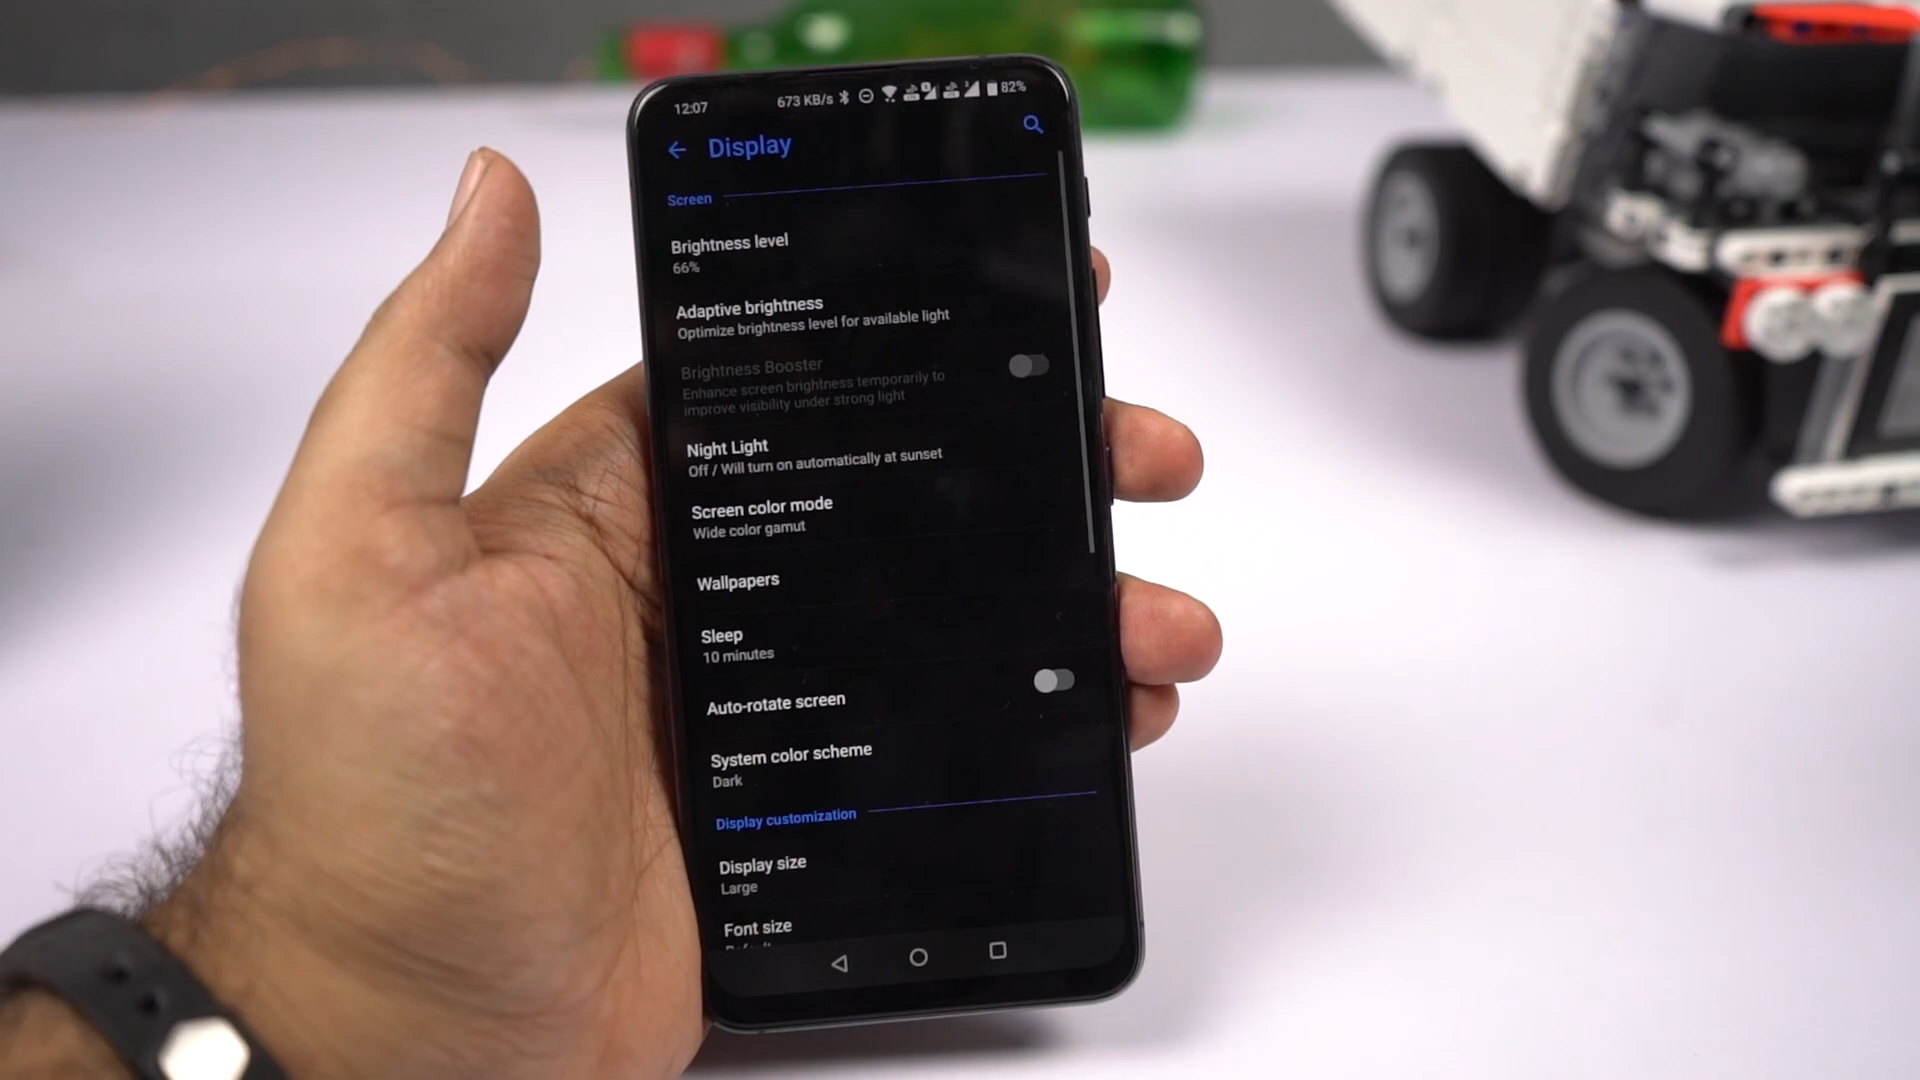 12:07 673 KB/s 82%
Display
Screen
Brightness level
66%
Adaptive brightness
Optimize brightness level for available light
Brightness Booster
Enhance screen brightness temporarily to
improve visibility under strong light
Night Light
Off / Will turn on automatically at sunset
Screen color mode
Wide color gamut
Wallpapers
Sleep
10 minutes
Auto-rotate screen
System color scheme
Dark
Display customization
Display size
Large
Font size